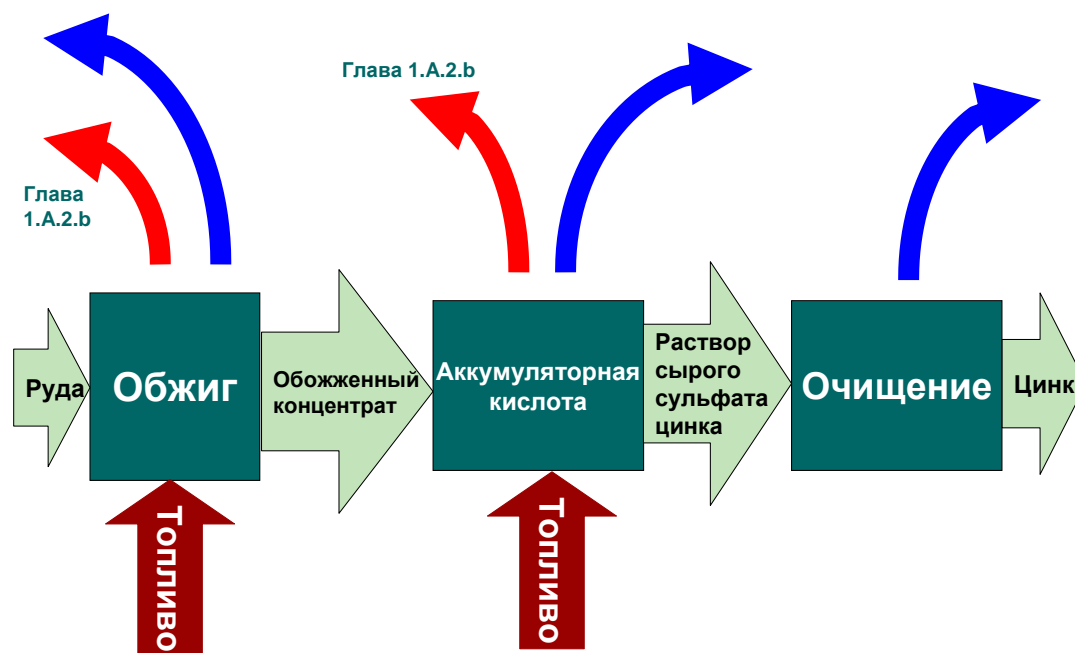 Глава 1.A.2.b
Глава
1.A.2.b
Руда
Обжиг
Обожженный
концентрат
Аккумуляторная
кислота
Раствор
сырого
сульфата
цинка
Очищение
Цинк
Топливо
Топливо